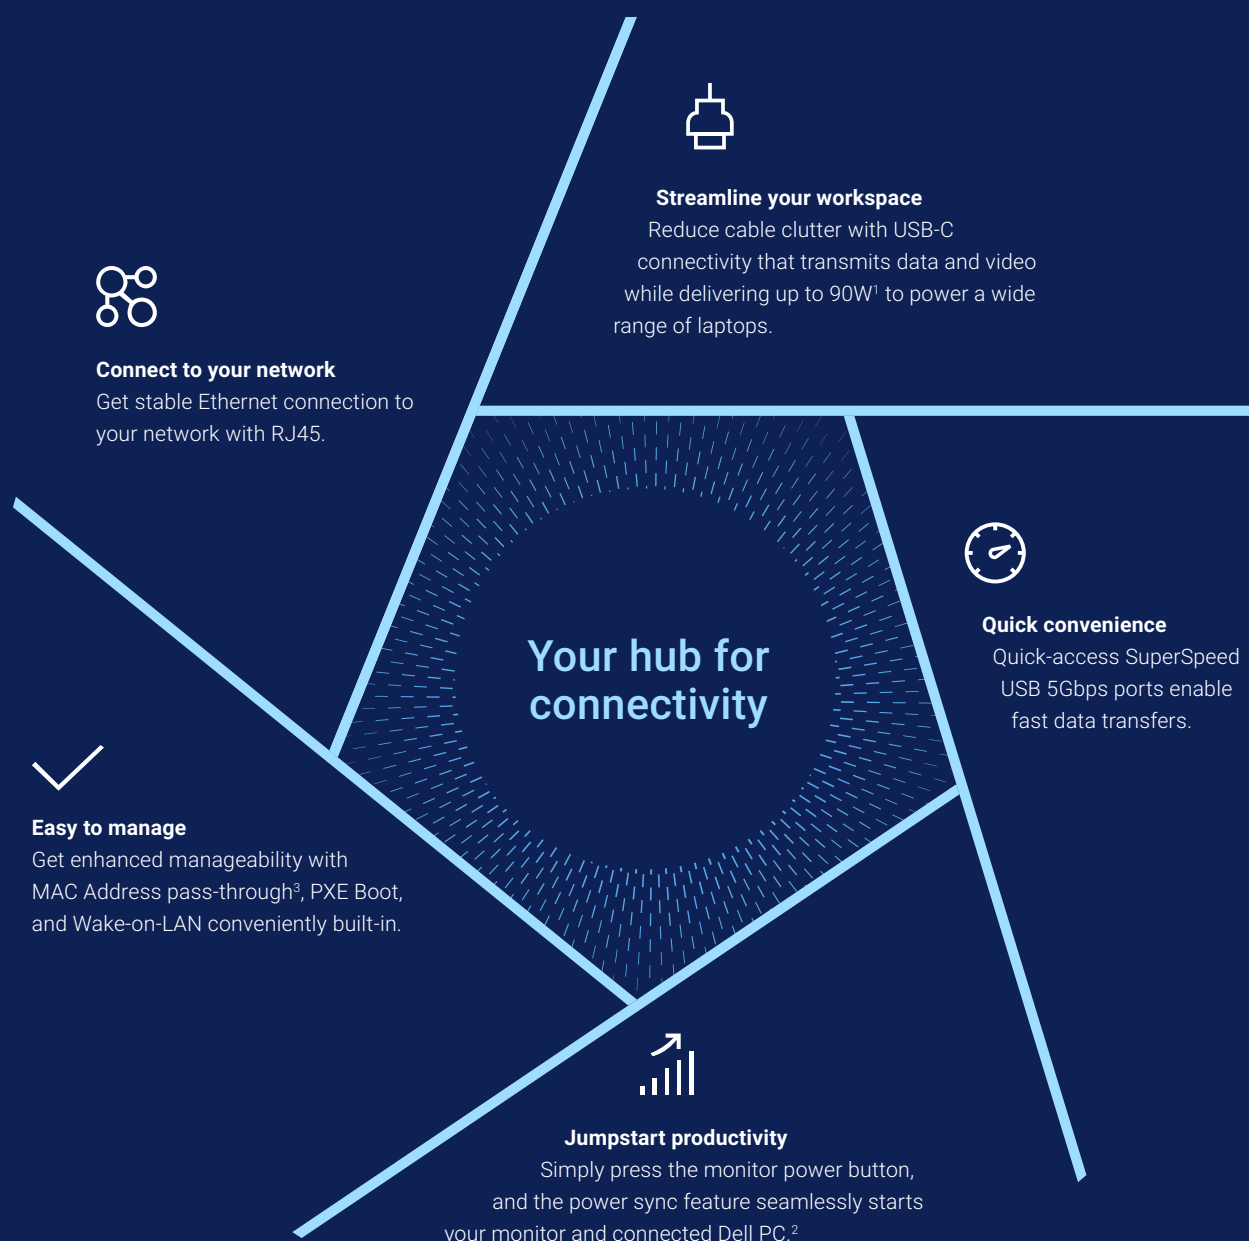 Streamline your workspace
Reduce cable clutter with USB-C
connectivity that transmits data and video
while delivering up to 90W¹ to power a wide
range of laptops.
Connect to your network
Get stable Ethernet connection to
your network with RJ45.
Your hub for
connectivity
Quick convenience
Quick-access SuperSpeed
USB 5Gbps ports enable
fast data transfers.
Easy to manage
Get enhanced manageability with
MAC Address pass-through³, PXE Boot,
and Wake-on-LAN conveniently built-in.
Jumpstart productivity
Simply press the monitor power button,
and the power sync feature seamlessly starts
your monitor and connected Dell PC.²